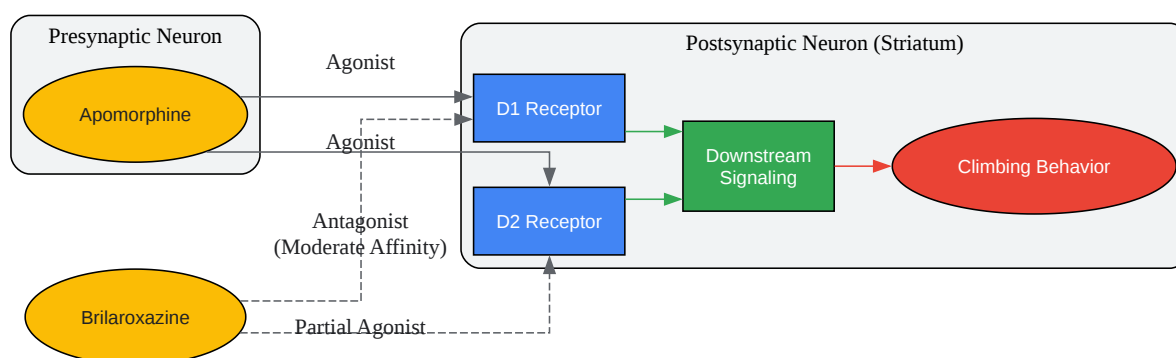 Presynaptic Neuron
Postsynaptic Neuron (Striatum)
Agonist
Apomorphine
D1 Receptor
Agonist
Downstream
Signaling
Climbing Behavior
D2 Receptor
Antagonist
(Moderate Affinity)
Brilaroxazine
Partial Agonist